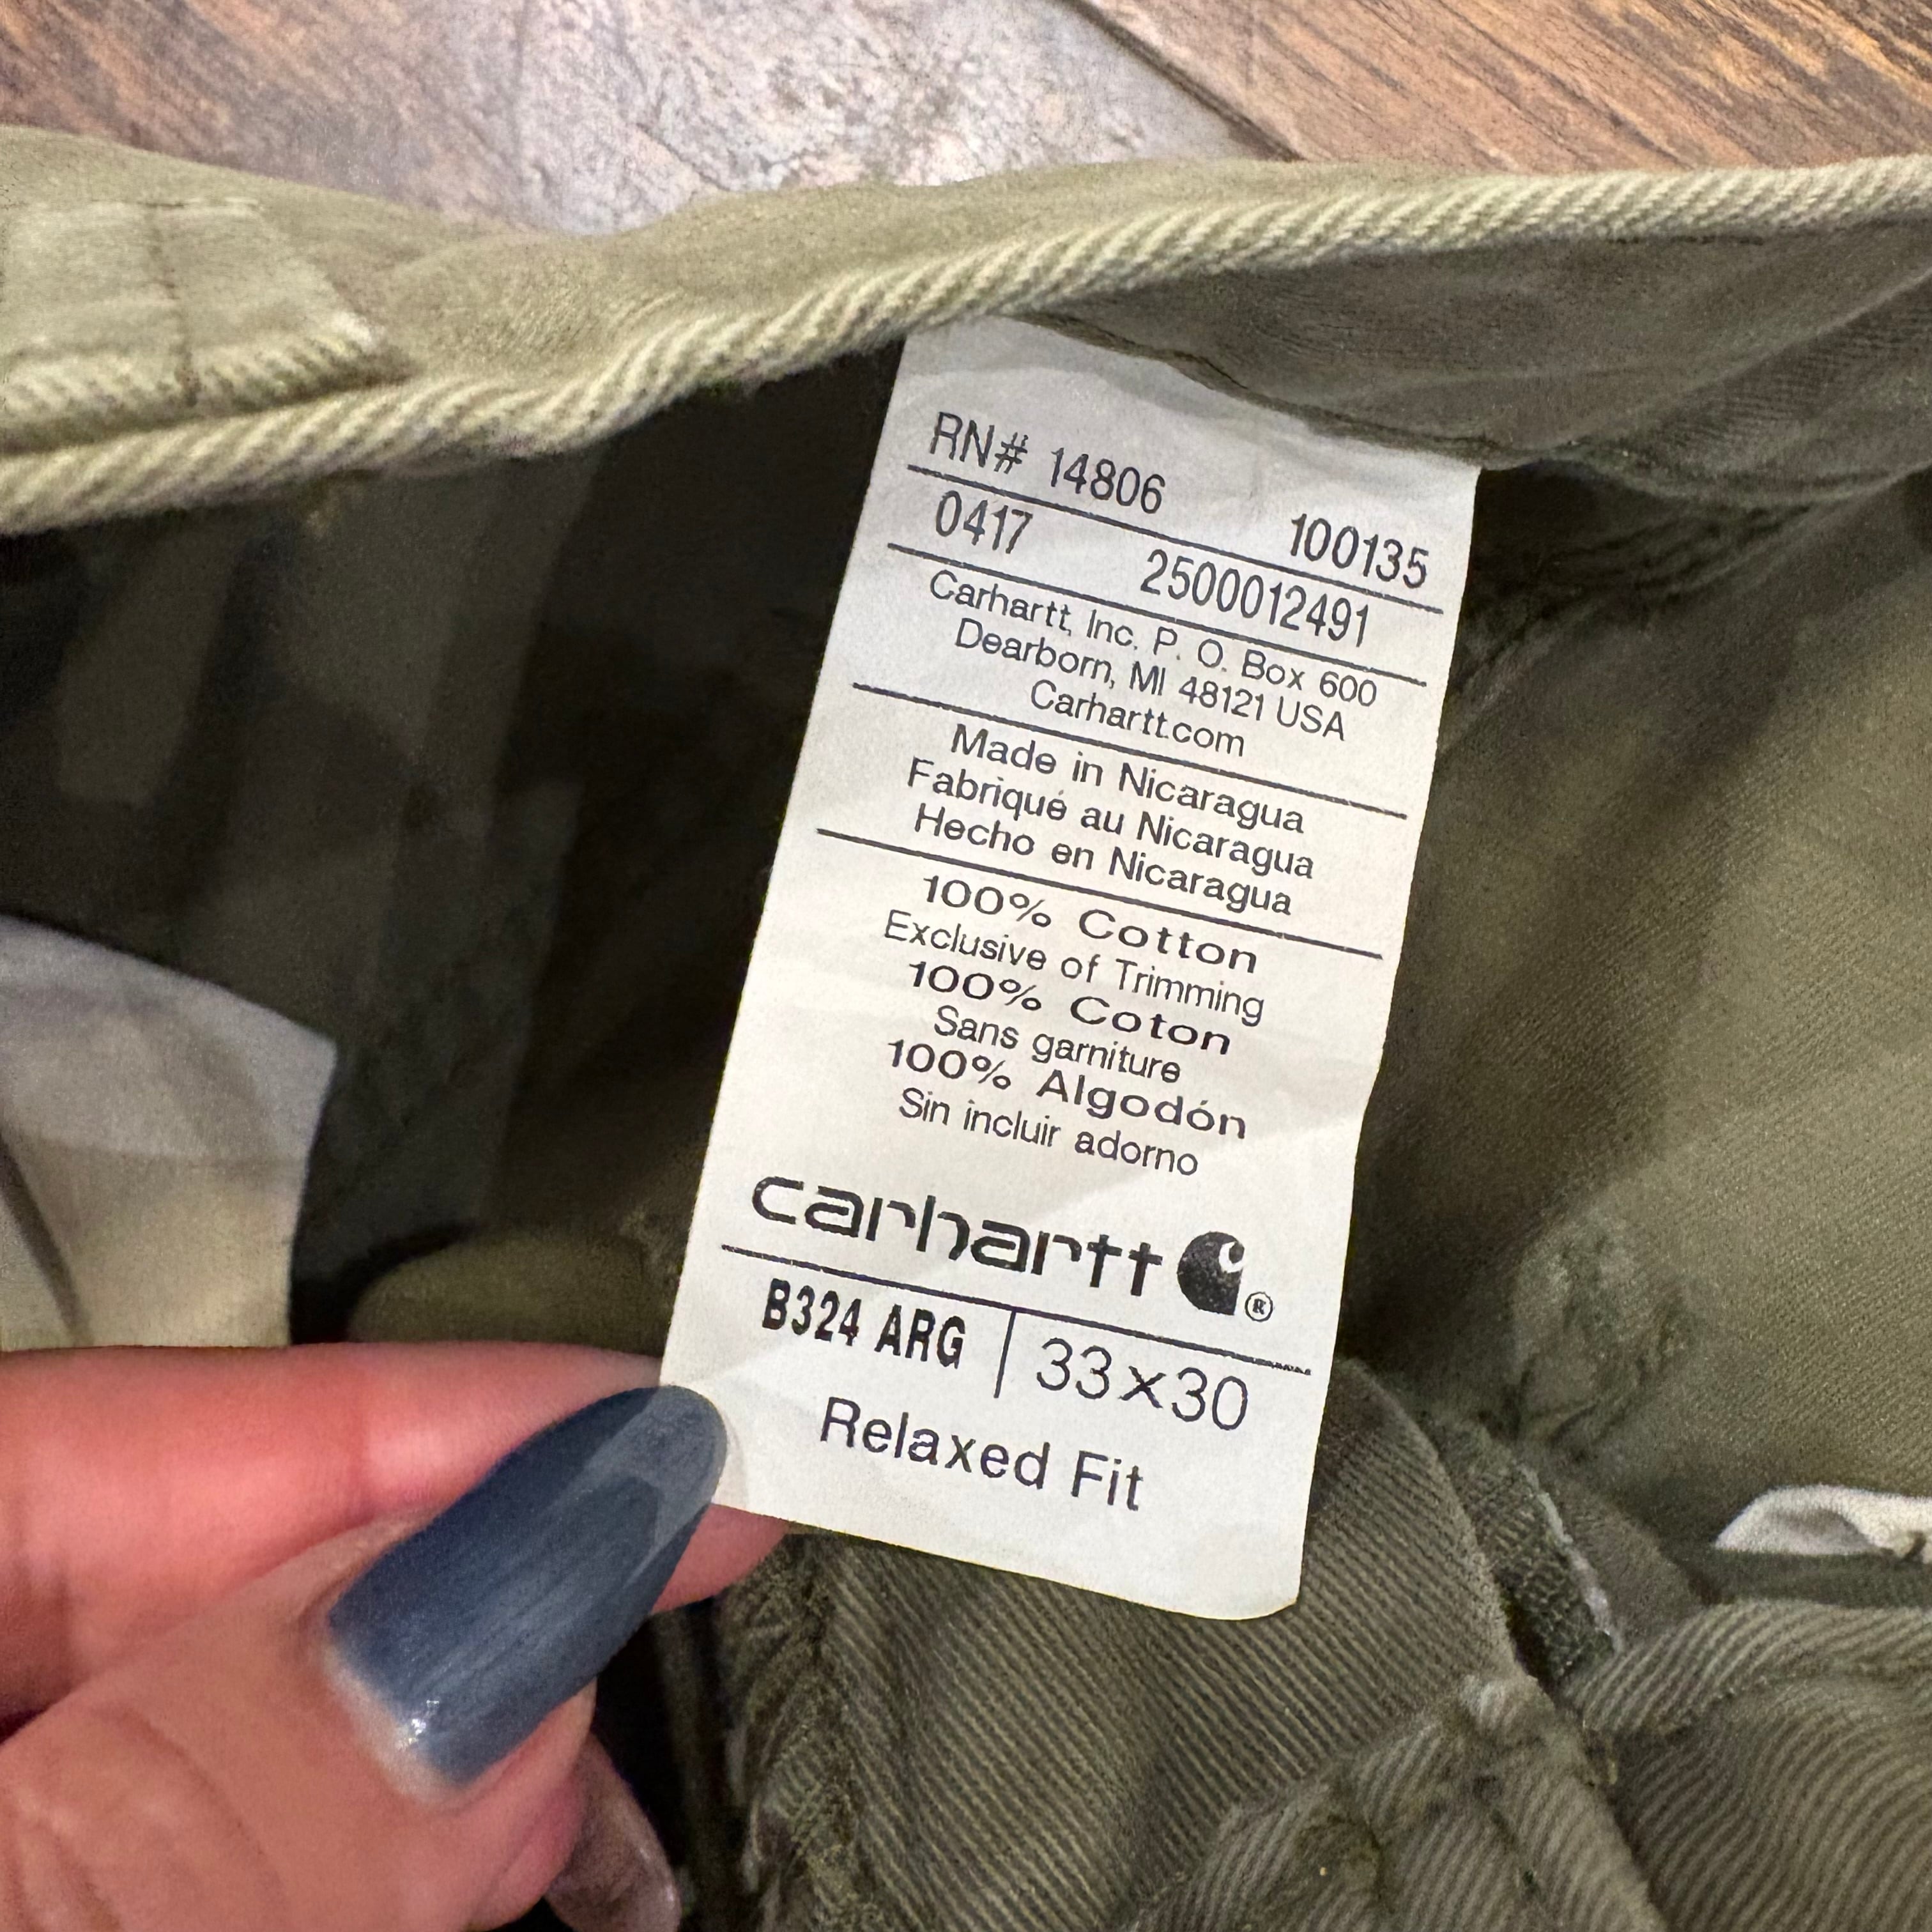 RN# 14806 100135
0417 2500012491
Carhartt, Inc. P. O. Box 600
Dearborn, MI 48121 USA
Carhartt.com
Made in Nicaragua
Fabriqué au Nicaragua
Hecho en Nicaragua
100% Cotton
Exclusive of Trimming
100% Coton
Sans garniture
100% Algodón
Sin incluir adorno
carhartt ®
B324 ARG | 33x30
Relaxed Fit